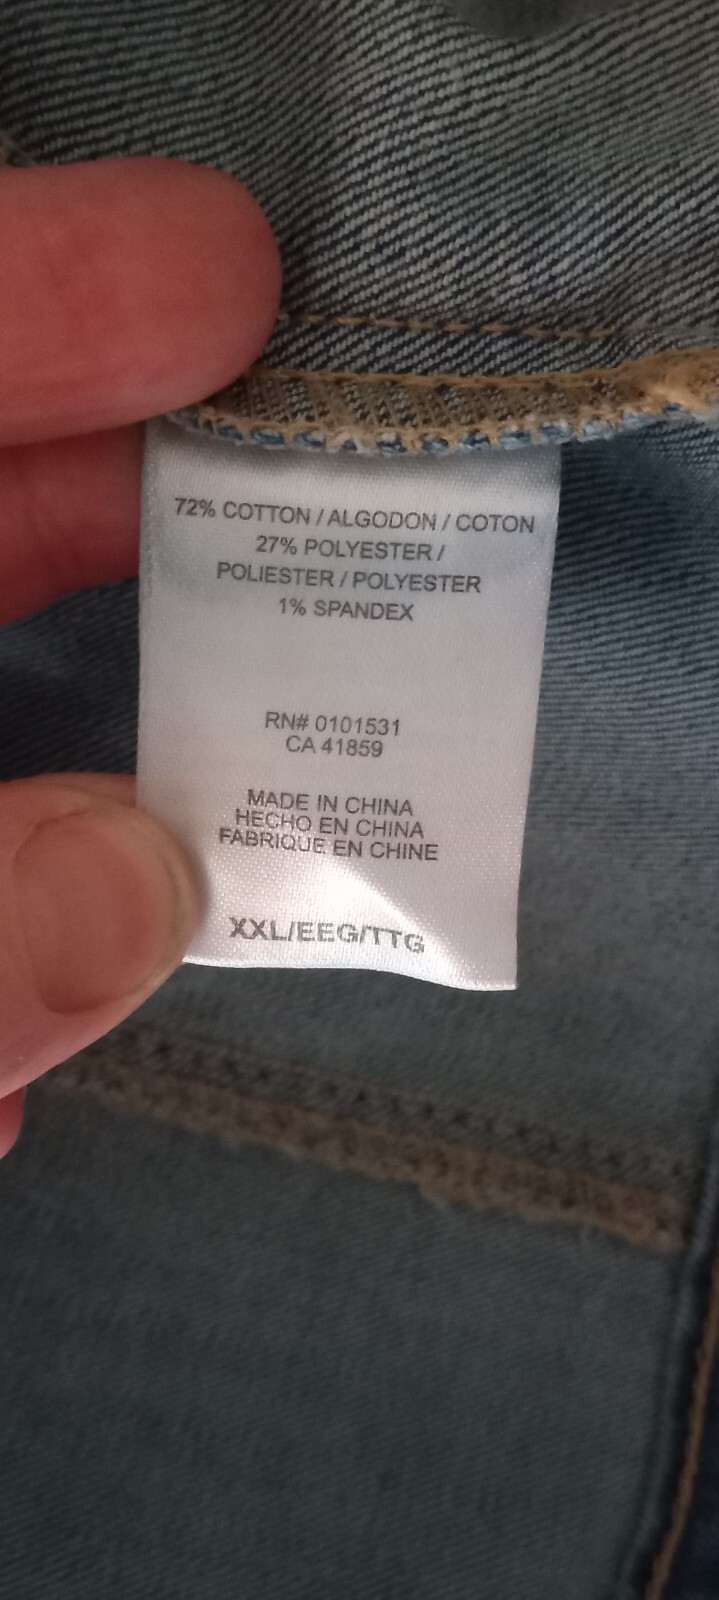 72% COTTON / ALGODON / COTON
27% POLYESTER /
POLIESTER / POLYESTER
1% SPANDEX
RN# 0101531
CA 41859
MADE IN CHINA
HECHO EN CHINA
FABRIQUE EN CHINE
XXL/EEG/TTG